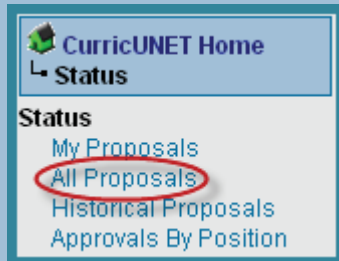 CurricUNET Home
Status
Status
My Proposals
All Proposals
Historical Proposals
Approvals By Position